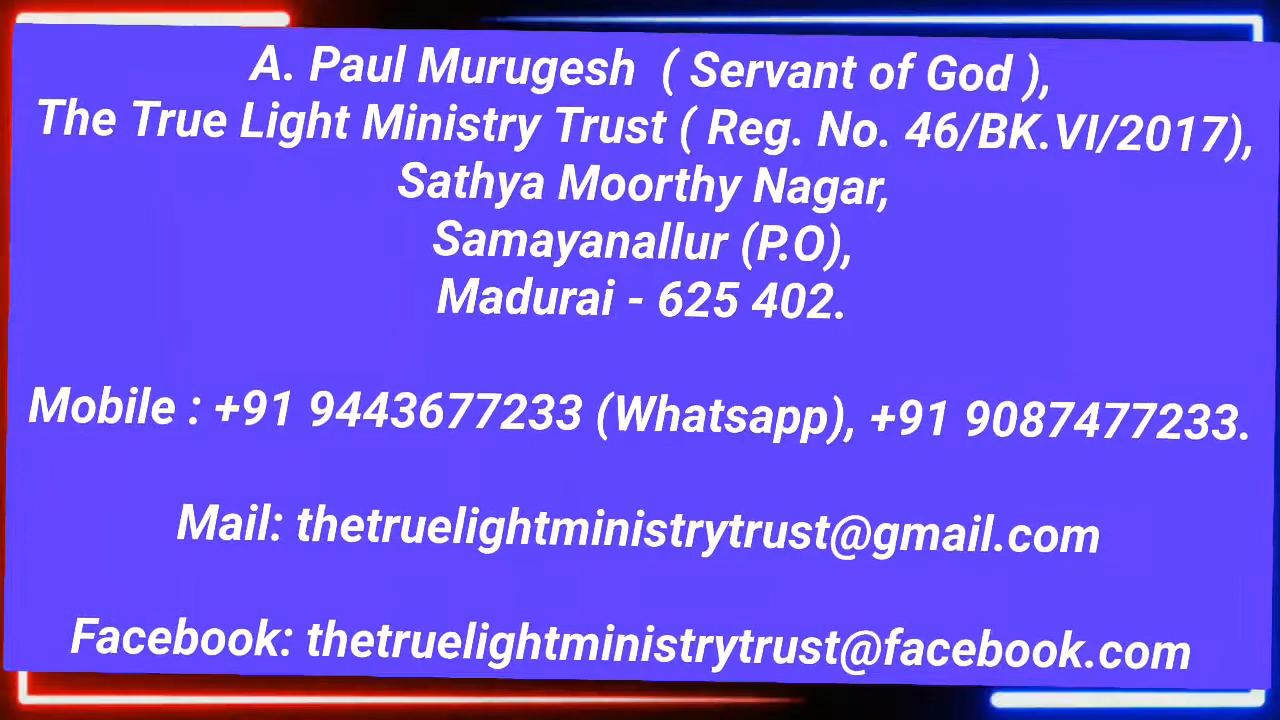 A. Paul Murugesh ( Servant of God ),
The True Light Ministry Trust ( Reg. No. 46/BK.VI/2017),
Sathya Moorthy Nagar,
Samayanallur (P.O),
Madurai - 625 402.
Mobile : +91 9443677233 (Whatsapp), +91 9087477233.
Mail: thetruelightministrytrust@gmail.com
Facebook: thetruelightministrytrust@facebook.com